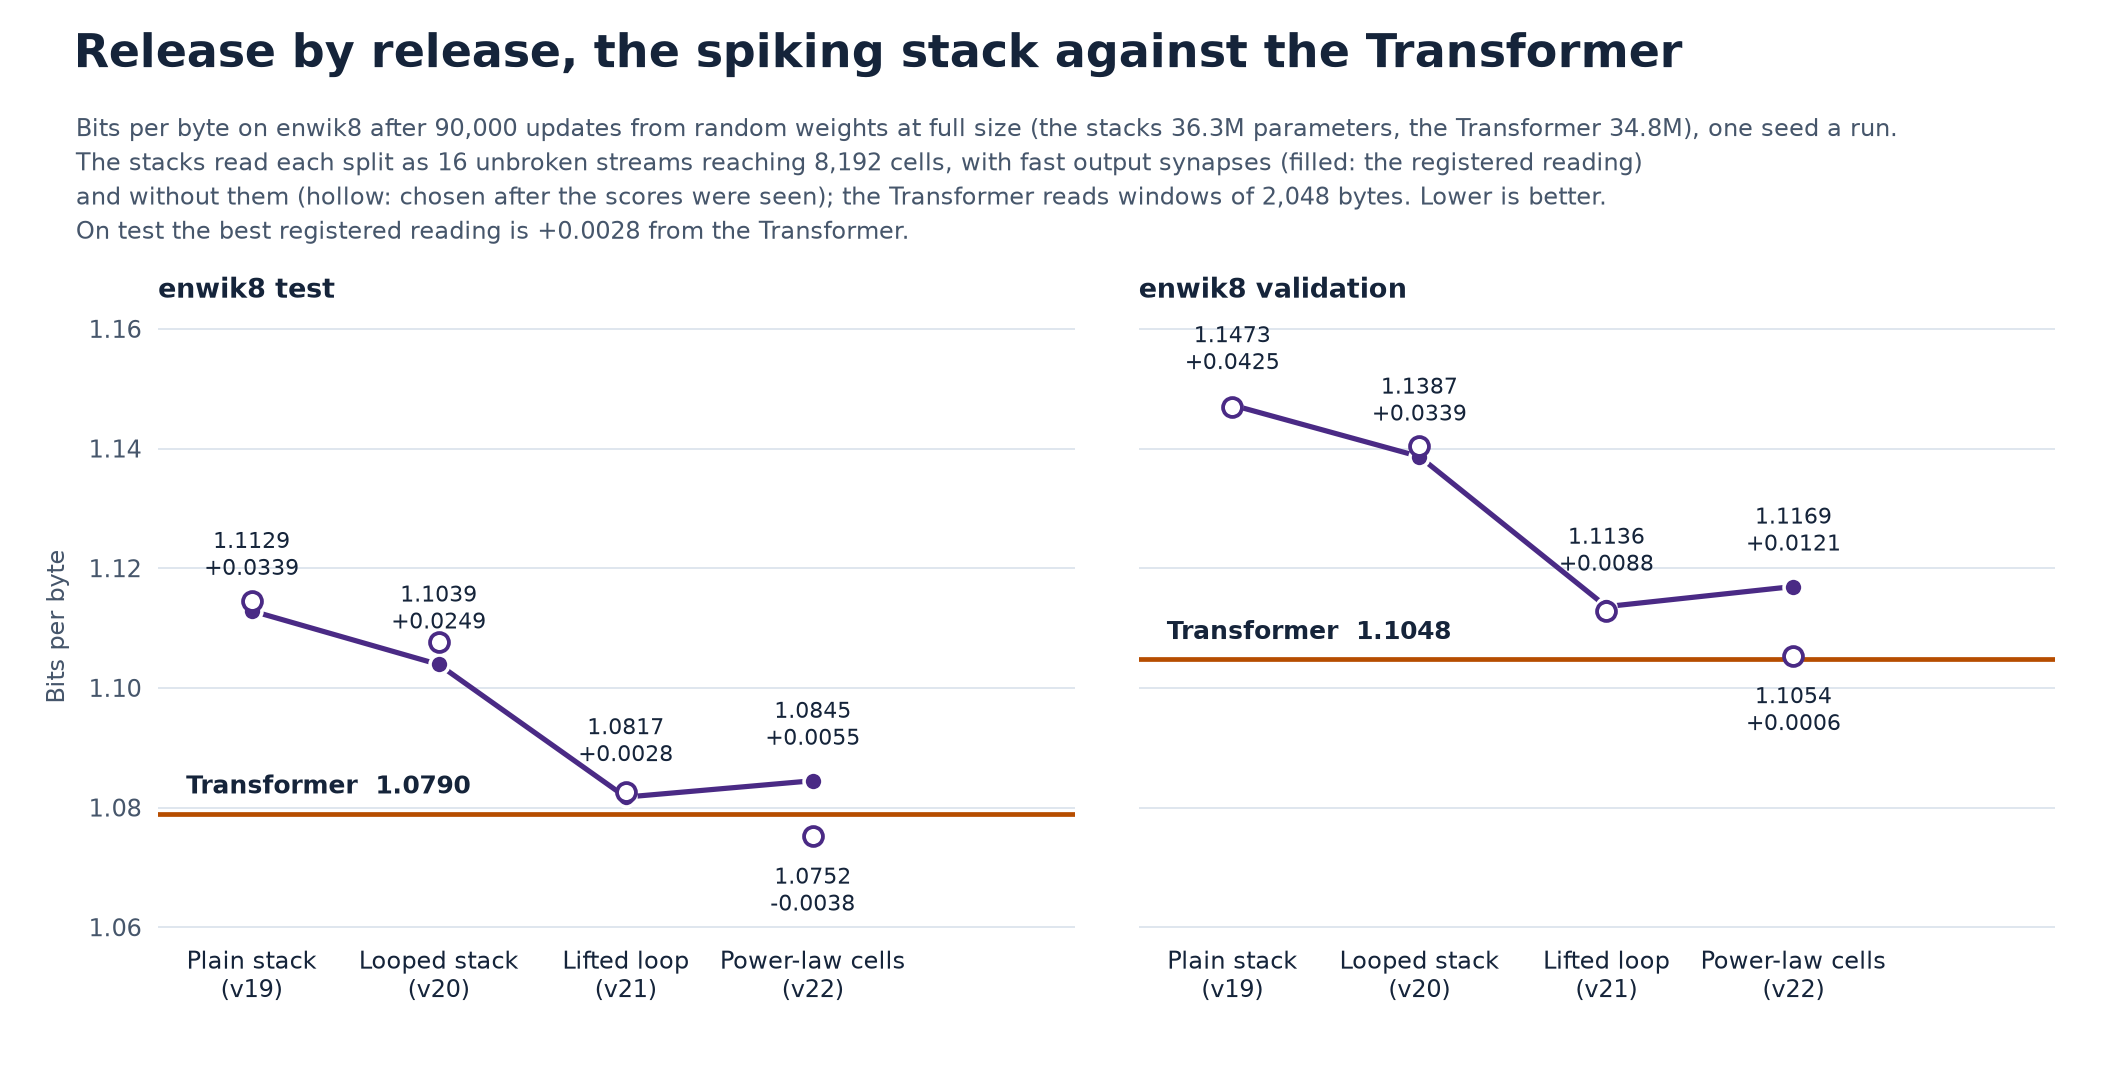 Release by release, the spiking stack against the Transformer
Bits per byte on enwik8 after 90,000 updates from random weights at full size (the stacks 36.3M parameters, the Transformer 34.8M), one seed a run.
The stacks read each split as 16 unbroken streams reaching 8,192 cells, with fast output synapses (filled: the registered reading)
and without them (hollow: chosen after the scores were seen); the Transformer reads windows of 2,048 bytes. Lower is better.
On test the best registered reading is +0.0028 from the Transformer.
enwik8 test
Bits per byte
1.16
1.14
1.12
1.10
1.08
1.06
1.1129
+0.0339
1.1039
+0.0249
1.0817
+0.0028
1.0845
+0.0055
Transformer 1.0790
1.0752
-0.0038
Plain stack
(v19)
Looped stack
(v20)
Lifted loop
(v21)
Power-law cells
(v22)
enwik8 validation
1.1473
+0.0425
1.1387
+0.0339
1.1136
+0.0088
1.1169
+0.0121
Transformer 1.1048
1.1054
+0.0006
Plain stack
(v19)
Looped stack
(v20)
Lifted loop
(v21)
Power-law cells
(v22)